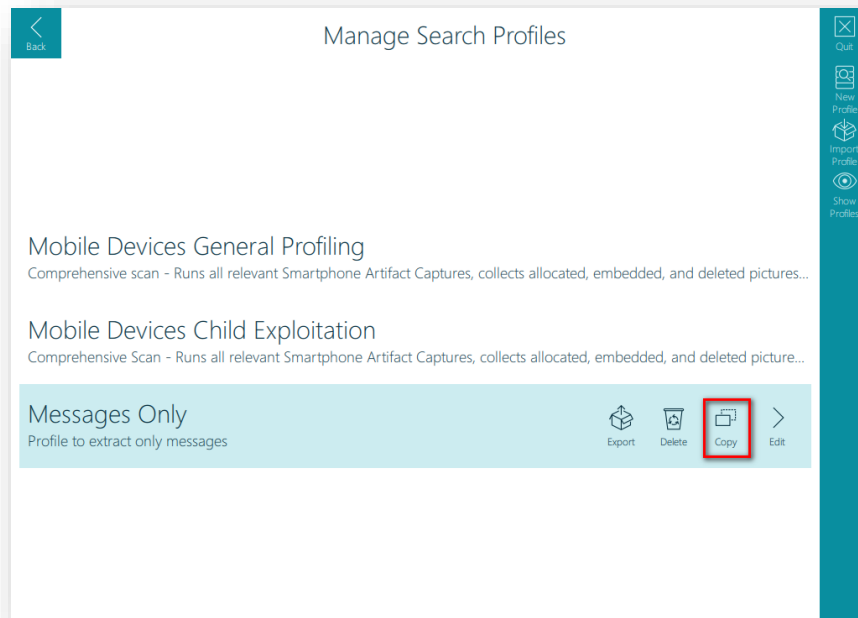 Back
Manage Search Profiles
Quit
New
Profile
Import
Profile
Show
Profiles
Mobile Devices General Profiling
Comprehensive scan - Runs all relevant Smartphone Artifact Captures, collects allocated, embedded, and deleted pictures...
Mobile Devices Child Exploitation
Comprehensive Scan - Runs all relevant Smartphone Artifact Captures, collects allocated, embedded, and deleted picture...
Messages Only
Profile to extract only messages
Export
Delete
Copy
Edit